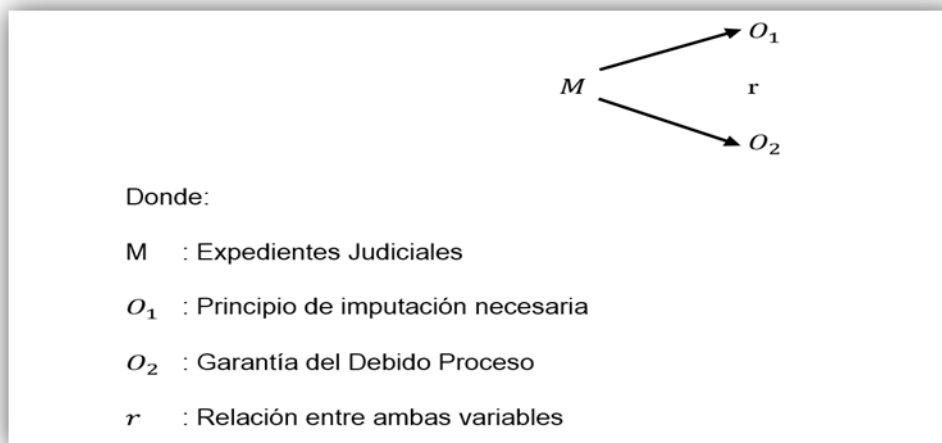 O₁
M r
O₂
Donde:
M : Expedientes Judiciales
O₁ : Principio de imputación necesaria
O₂ : Garantía del Debido Proceso
r : Relación entre ambas variables